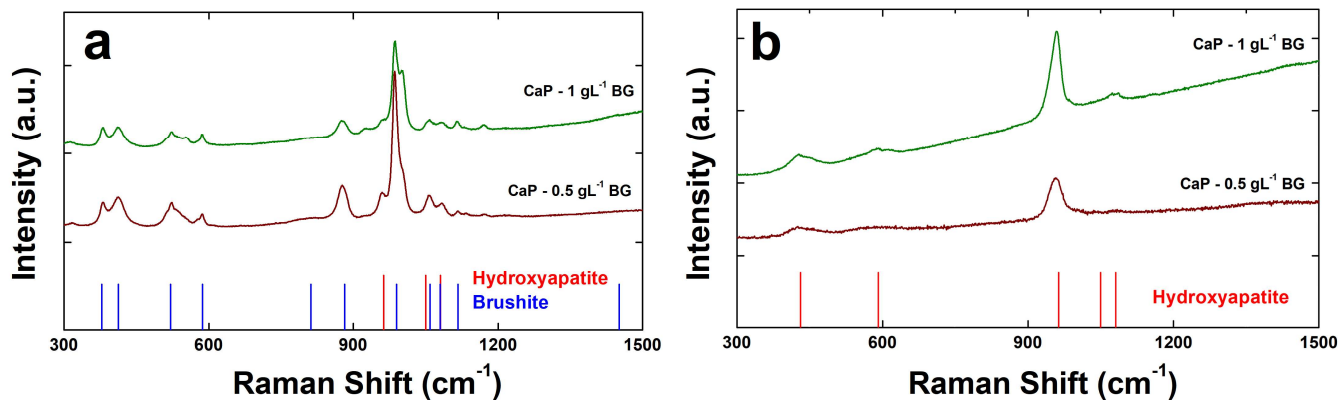 a
CaP - 1 gL⁻¹ BG
CaP - 0.5 gL⁻¹ BG
Hydroxyapatite
Brushite
Intensity (a.u.)
300 600 900 1200 1500
Raman Shift (cm⁻¹)
b
CaP - 1 gL⁻¹ BG
CaP - 0.5 gL⁻¹ BG
Hydroxyapatite
Intensity (a.u.)
300 600 900 1200 1500
Raman Shift (cm⁻¹)